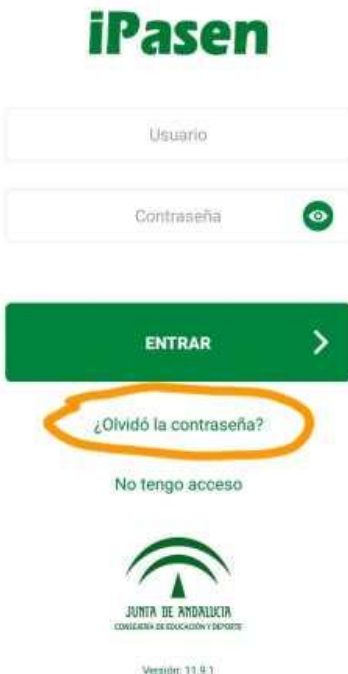 iPasen
Usuario
Contraseña
ENTRAR
¿Olvidó la contraseña?
No tengo acceso
JUNTA DE ANDALUCIA
CONSEJERÍA DE EDUCACIÓN Y DEPORTE
Versión: 11.9.1